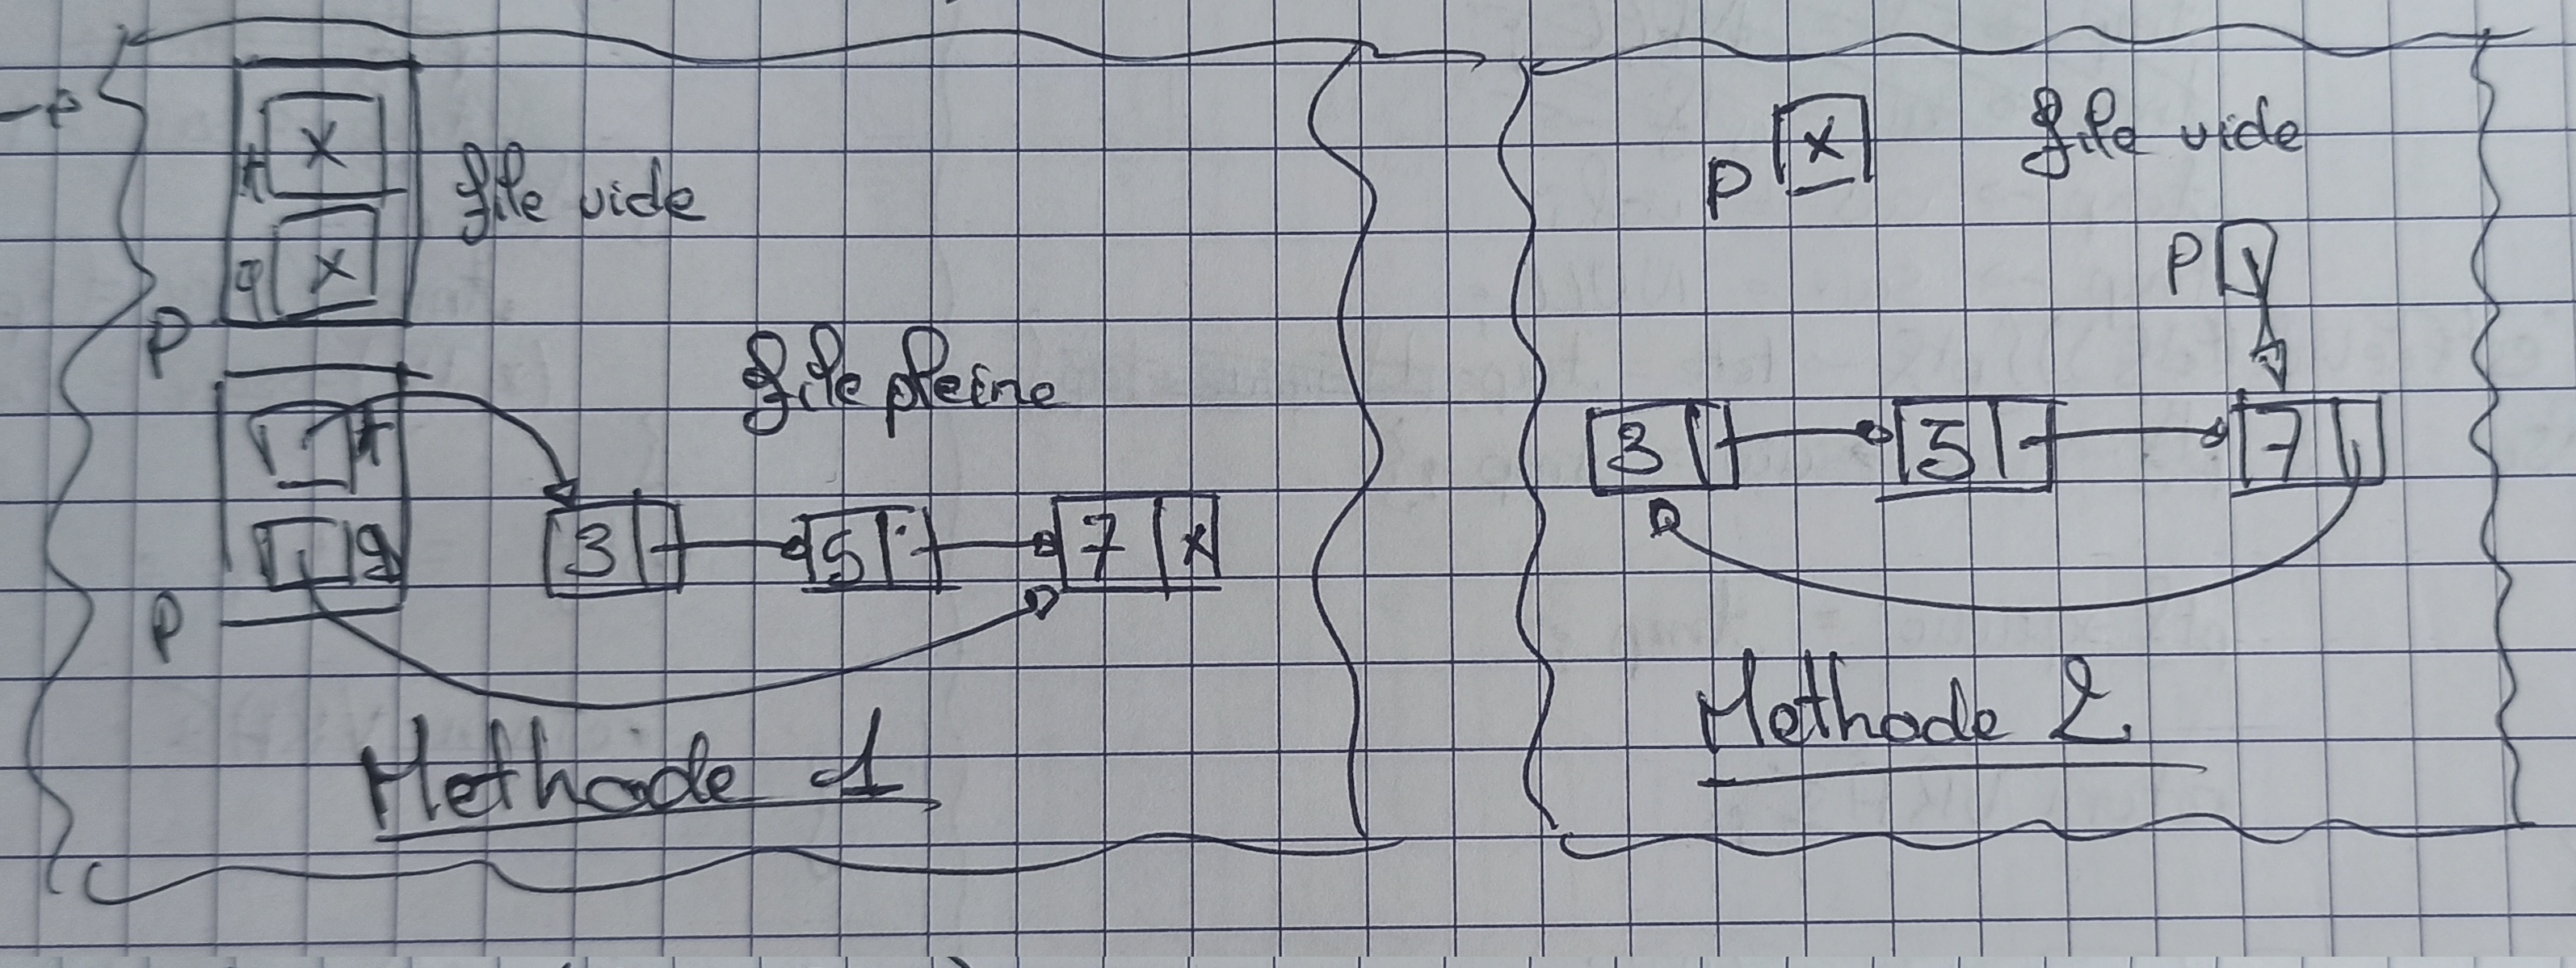 t X
file vide
q X
P
file pleine
t
q 3 5 7 X
P
Methode 1
P X file vide
P
3 5 7
Methode 2